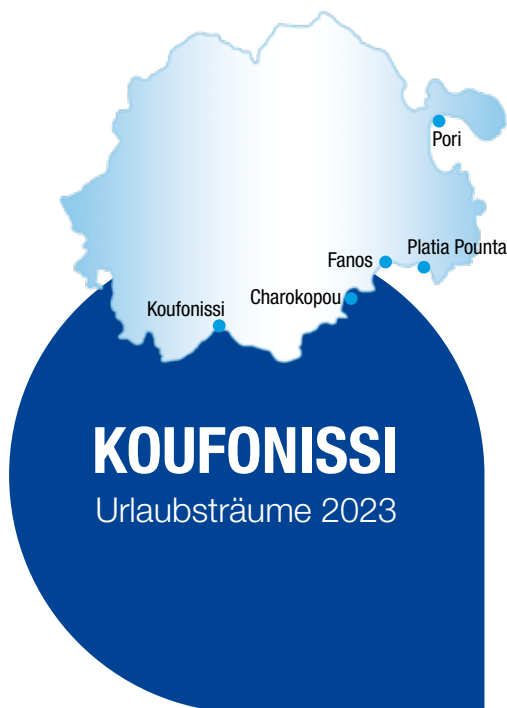 Pori
Platia Pounta
Fanos
Charokopou
Koufonissi
KOUFONISSI
Urlaubsträume 2023